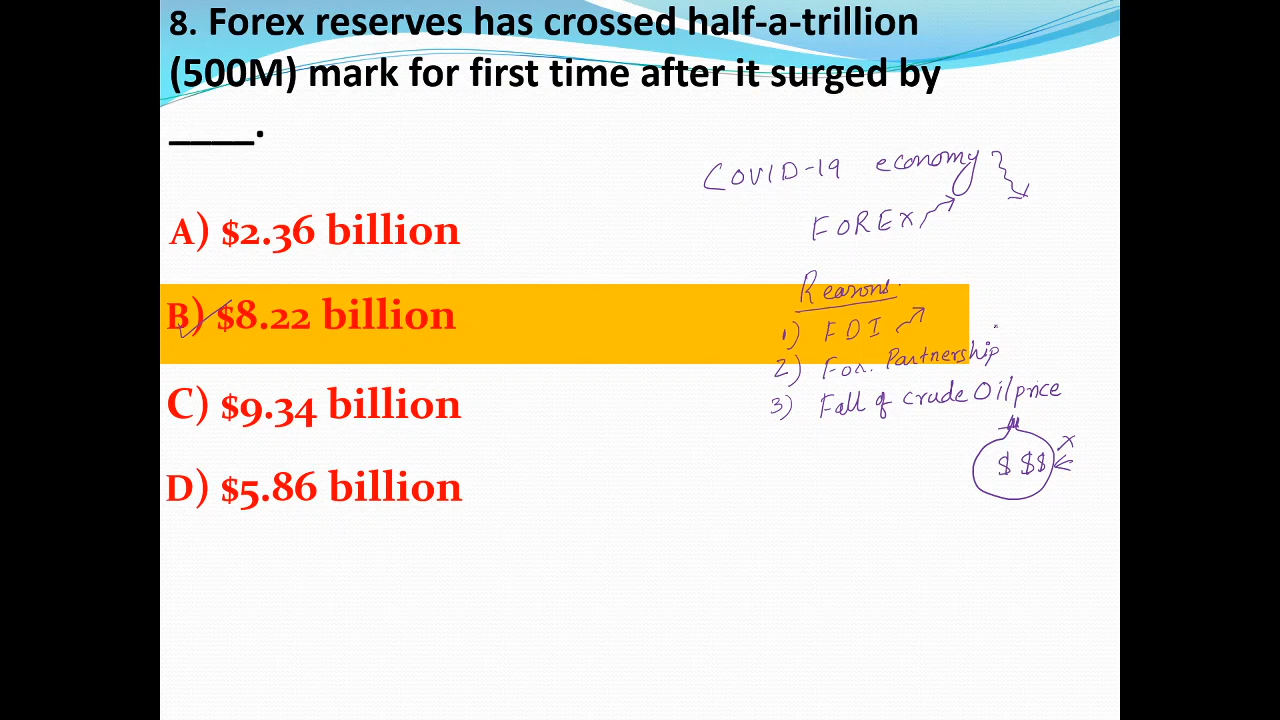 8. Forex reserves has crossed half-a-trillion
(500M) mark for first time after it surged by
____.
COVID-19 economy
FOREX
A) $2.36 billion
Reasons.
B) $8.22 billion
1) FDI
2) For. Partnership
3) Fall of Crude Oil price
C) $9.34 billion
$ $$
x
D) $5.86 billion